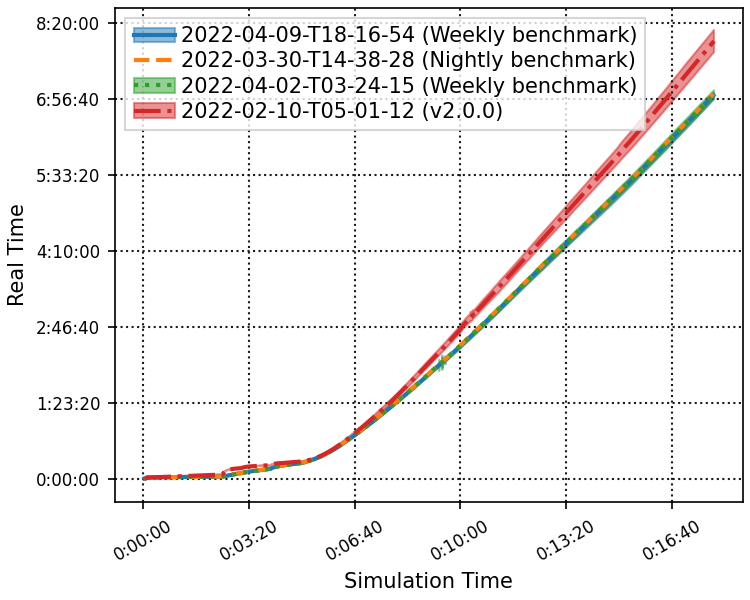 2022-04-09-T18-16-54 (Weekly benchmark)
2022-03-30-T14-38-28 (Nightly benchmark)
2022-04-02-T03-24-15 (Weekly benchmark)
2022-02-10-T05-01-12 (v2.0.0)
8:20:00
6:56:40
5:33:20
4:10:00
2:46:40
1:23:20
0:00:00
Real Time
0:00:00
0:03:20
0:06:40
0:10:00
0:13:20
0:16:40
Simulation Time